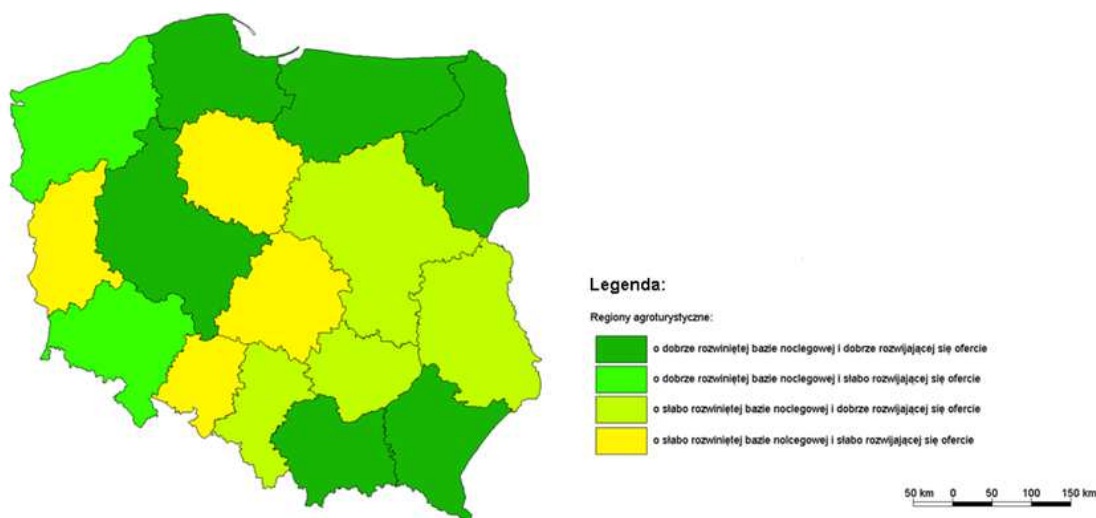 Legenda:
Regiony agroturystyczne:
o dobrze rozwiniętej bazie noclegowej i dobrze rozwijającej się ofercie
o dobrze rozwiniętej bazie noclegowej i słabo rozwijającej się ofercie
o słabo rozwiniętej bazie noclegowej i dobrze rozwijającej się ofercie
o słabo rozwiniętej bazie nolcegowej i słabo rozwijającej się ofercie
50 km 0 50 100 150 km